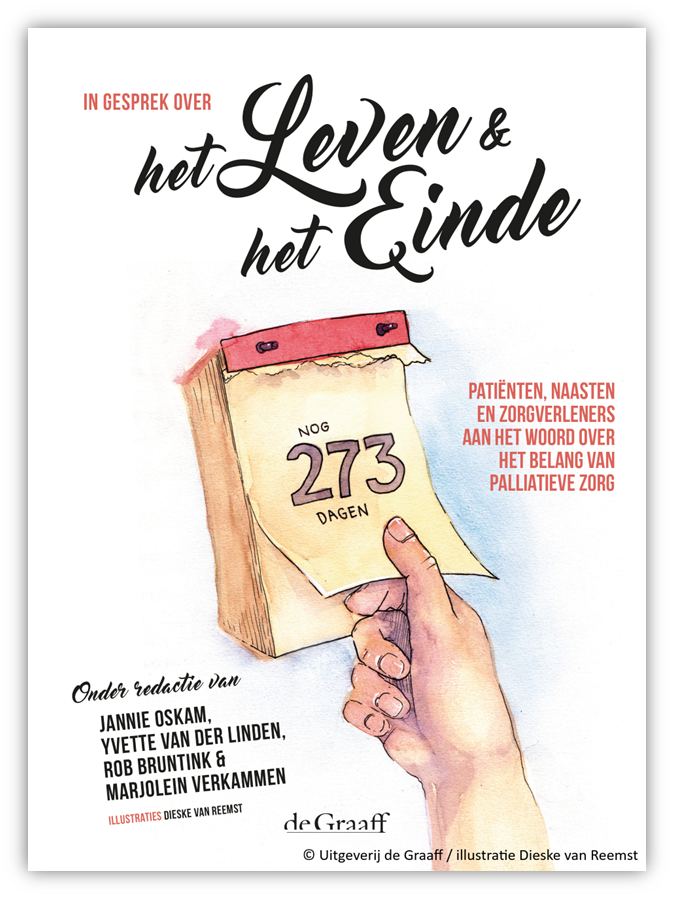 IN GESPREK OVER
het Leven &
het Einde
NOG
273
DAGEN
PATIËNTEN, NAASTEN
EN ZORGVERLENERS
AAN HET WOORD OVER
HET BELANG VAN
PALLIATIEVE ZORG
Onder redactie van
JANNIE OSKAM,
YVETTE VAN DER LINDEN,
ROB BRUNTINK &
MARJOLEIN VERKAMMEN
ILLUSTRATIES DIESKE VAN REEMST
de Graaff
© Uitgeverij de Graaff / illustratie Dieske van Reemst